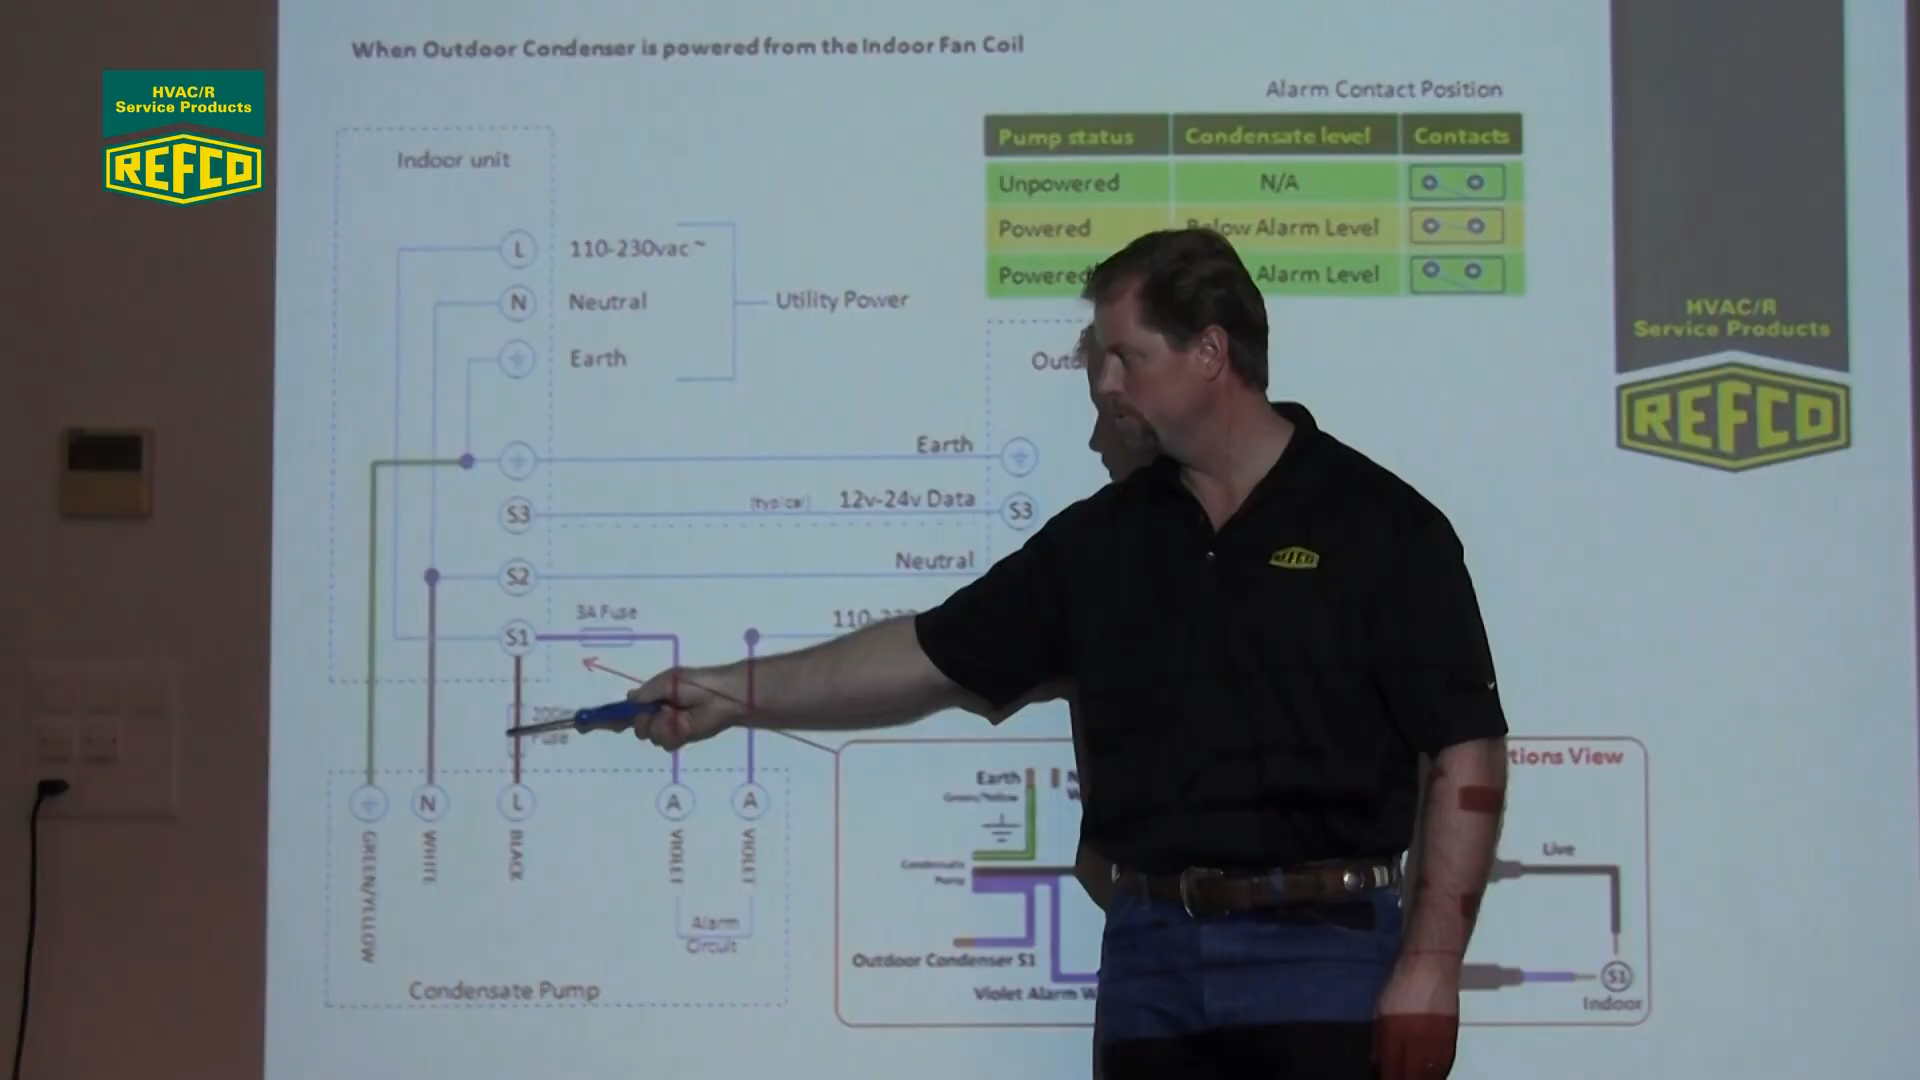 When Outdoor Condenser is powered from the Indoor Fan Coil
HVAC/R
Service Products
REFCO
Alarm Contact Position
Pump status Condensate level Contacts
Unpowered N/A
Powered Below Alarm Level
Powered Alarm Level
Indoor unit
L 110-230vac ~
N Neutral
Earth
Utility Power
HVAC/R
Service Products
REFCO
Earth
S3 (typical) 12v-24v Data S3
S2 Neutral
S1 3A Fuse
Fuse
REFCO
N L A A
GREEN/YELLOW
WHITE
BLACK
VIOLET
VIOLET
Alarm
Circuit
Condensate Pump
Earth
Green/Yellow
Condensate
Pump
Outdoor Condenser S1
Violet Alarm
View
Live
S1
Indoor